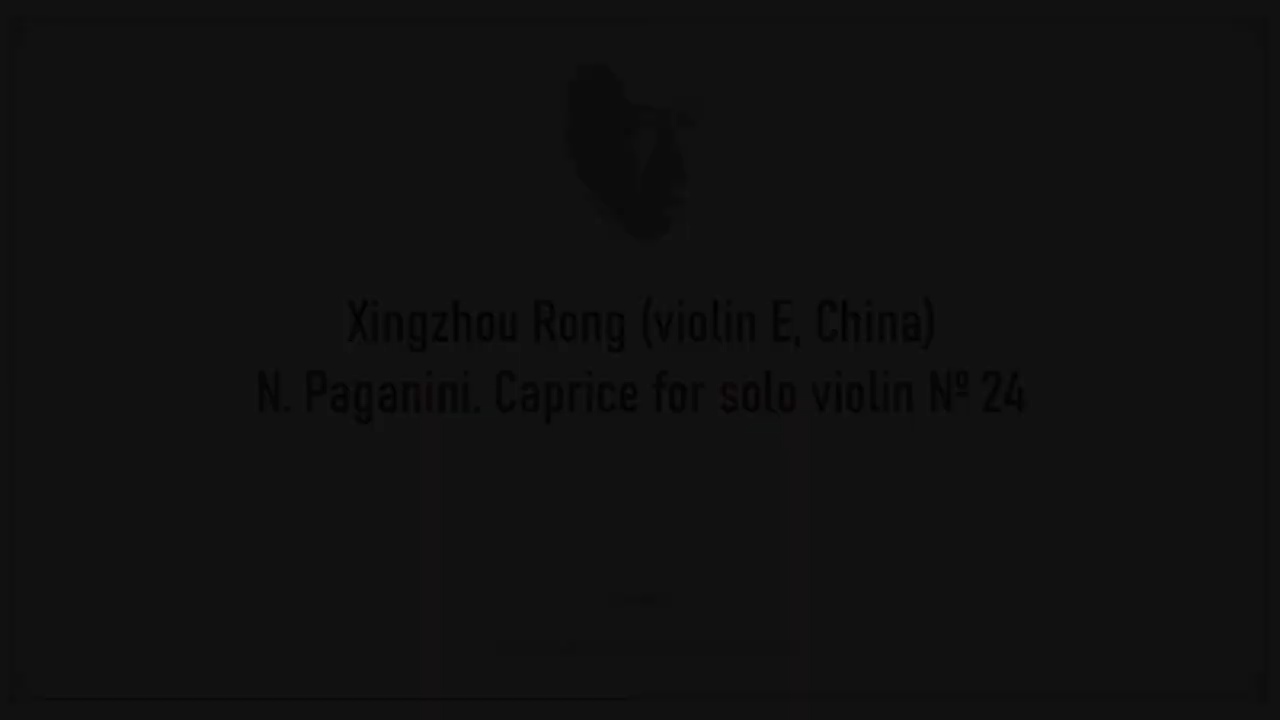 Xingzhou Rong (violin E, China)
N. Paganini. Caprice for solo violin № 24